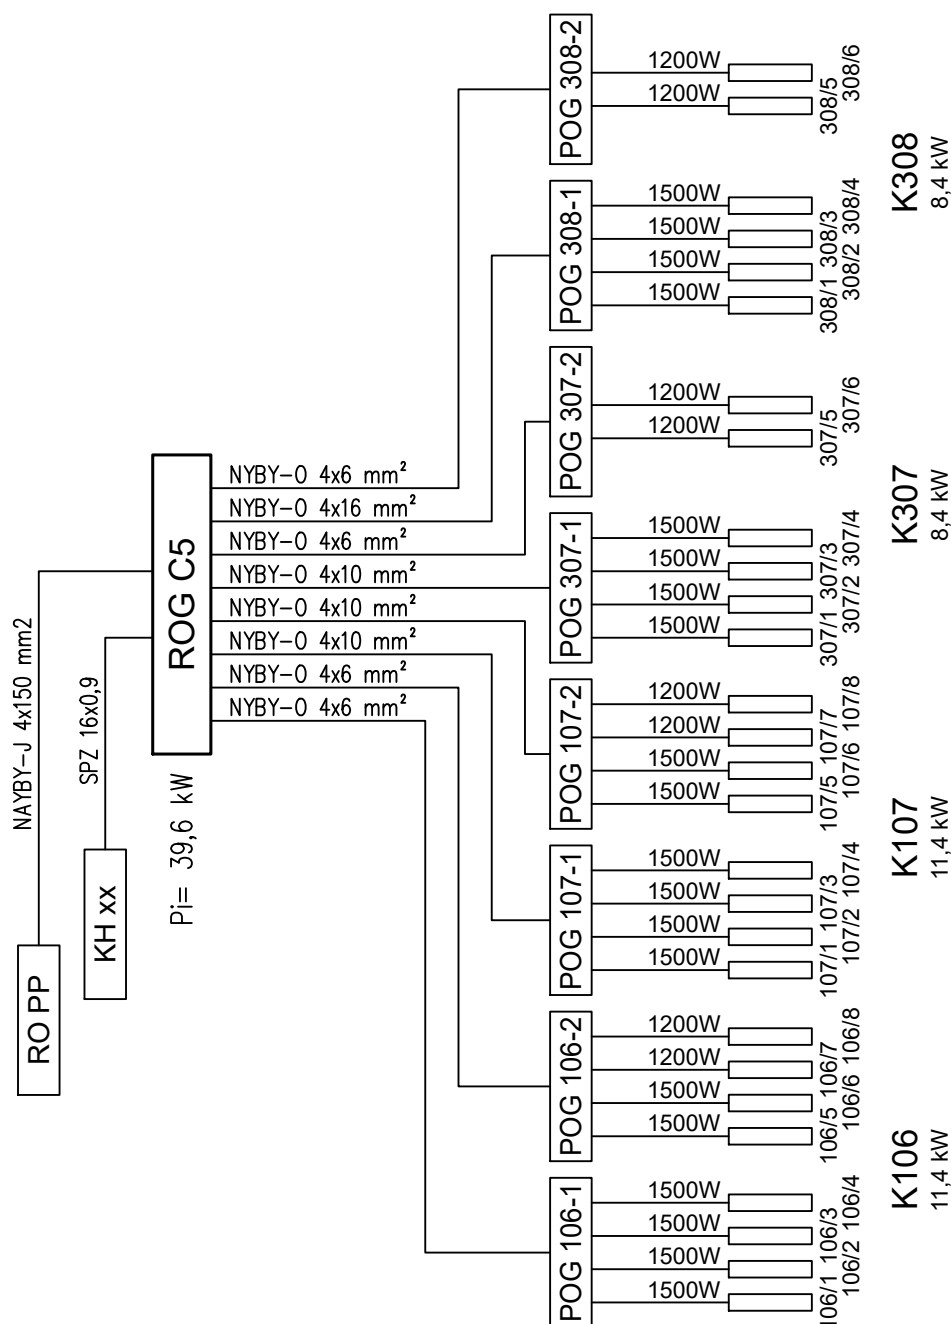 RO PP
NAYBY-J 4x150 mm2
KH xx
SPZ 16x0,9
ROG C5
Pi= 39,6 kW
NYBY-O 4x6 mm²
NYBY-O 4x16 mm²
NYBY-O 4x6 mm²
NYBY-O 4x10 mm²
NYBY-O 4x10 mm²
NYBY-O 4x10 mm²
NYBY-O 4x6 mm²
NYBY-O 4x6 mm²
POG 308-2
1200W
308/6
1200W
308/5
POG 308-1
1500W
308/4
1500W
308/3
1500W
308/2
1500W
308/1
K308
8,4 kW
POG 307-2
1200W
307/6
1200W
307/5
POG 307-1
1500W
307/4
1500W
307/3
1500W
307/2
1500W
307/1
K307
8,4 kW
POG 107-2
1200W
107/8
1200W
107/7
1500W
107/6
1500W
107/5
POG 107-1
1500W
107/4
1500W
107/3
1500W
107/2
1500W
107/1
K107
11,4 kW
POG 106-2
1200W
106/8
1200W
106/7
1500W
106/6
1500W
106/5
POG 106-1
1500W
106/4
1500W
106/3
1500W
106/2
1500W
106/1
K106
11,4 kW